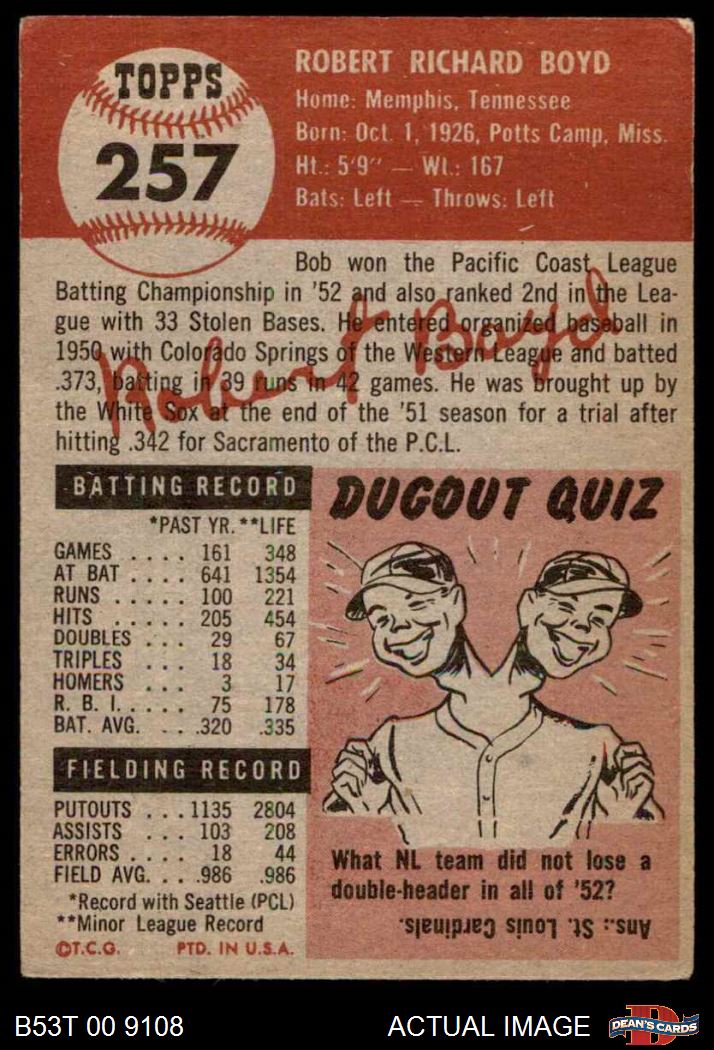 TOPPS
257
ROBERT RICHARD BOYD
Home: Memphis, Tennessee
Born: Oct. 1, 1926, Potts Camp, Miss.
Ht.: 5'9" — Wt.: 167
Bats: Left — Throws: Left
Bob won the Pacific Coast League
Batting Championship in '52 and also ranked 2nd in the Lea-
gue with 33 Stolen Bases. He entered organized baseball in
1950 with Colorado Springs of the Western League and batted
.373, batting in 39 runs in 42 games. He was brought up by
the White Sox at the end of the '51 season for a trial after
hitting .342 for Sacramento of the P.C.L.
Robert Boyd
BATTING RECORD
*PAST YR. **LIFE
GAMES .... 161 348
AT BAT .... 641 1354
RUNS ..... 100 221
HITS ..... 205 454
DOUBLES ... 29 67
TRIPLES ... 18 34
HOMERS ... 3 17
R. B. I. .... 75 178
BAT. AVG. ... .320 .335
FIELDING RECORD
PUTOUTS ... 1135 2804
ASSISTS ... 103 208
ERRORS .... 18 44
FIELD AVG. .. .986 .986
*Record with Seattle (PCL)
**Minor League Record
©T.C.G. PTD. IN U.S.A.
DUGOUT QUIZ
What NL team did not lose a
double-header in all of '52?
Ans.: St. Louis Cardinals.
B53T 00 9108
ACTUAL IMAGE
D
DEAN'S CARDS